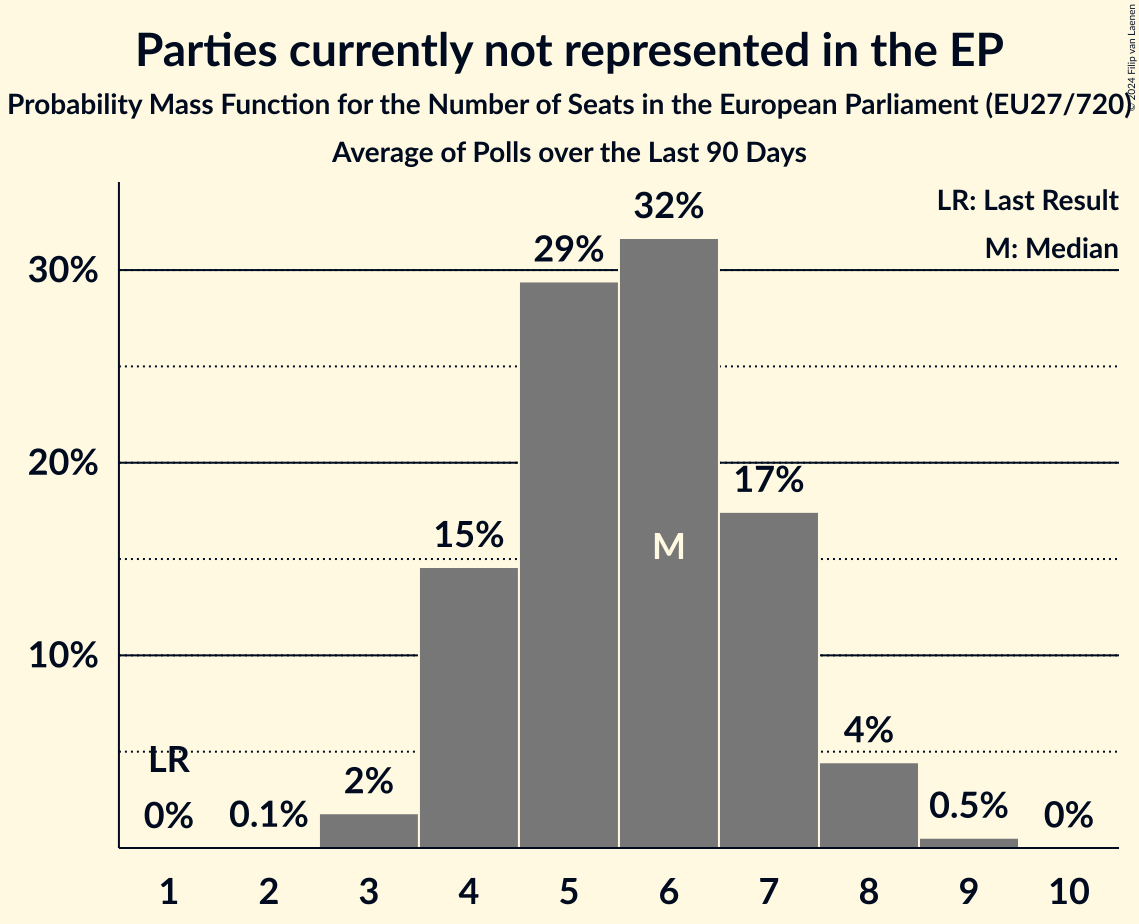 Parties currently not represented in the EP
Probability Mass Function for the Number of Seats in the European Parliament (EU27/720)
Average of Polls over the Last 90 Days
© 2024 Filip van Laenen
LR: Last Result
M: Median
30%
20%
10%
LR
0%
0.1%
2%
15%
29%
32%
M
17%
4%
0.5%
0%
1 2 3 4 5 6 7 8 9 10